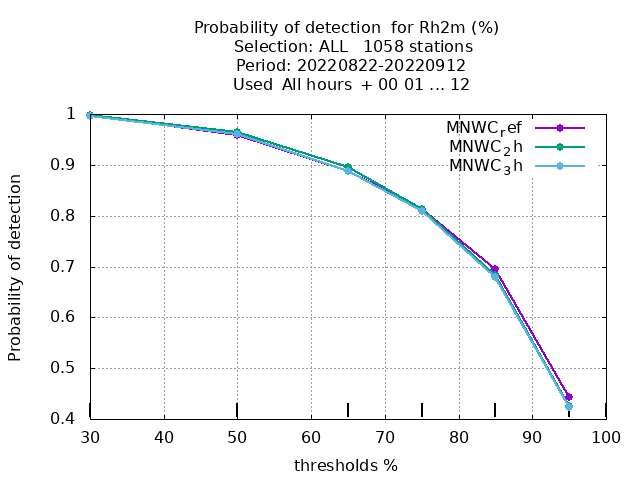 Probability of detection  for Rh2m (%)
Selection: ALL   1058 stations
Period: 20220822-20220912
Used  All hours  + 00 01 ... 12
MNWC_ref
MNWC_2h
MNWC_3h
1
0.9
0.8
0.7
0.6
0.5
0.4
Probability of detection
30 40 50 60 70 80 90 100
thresholds %